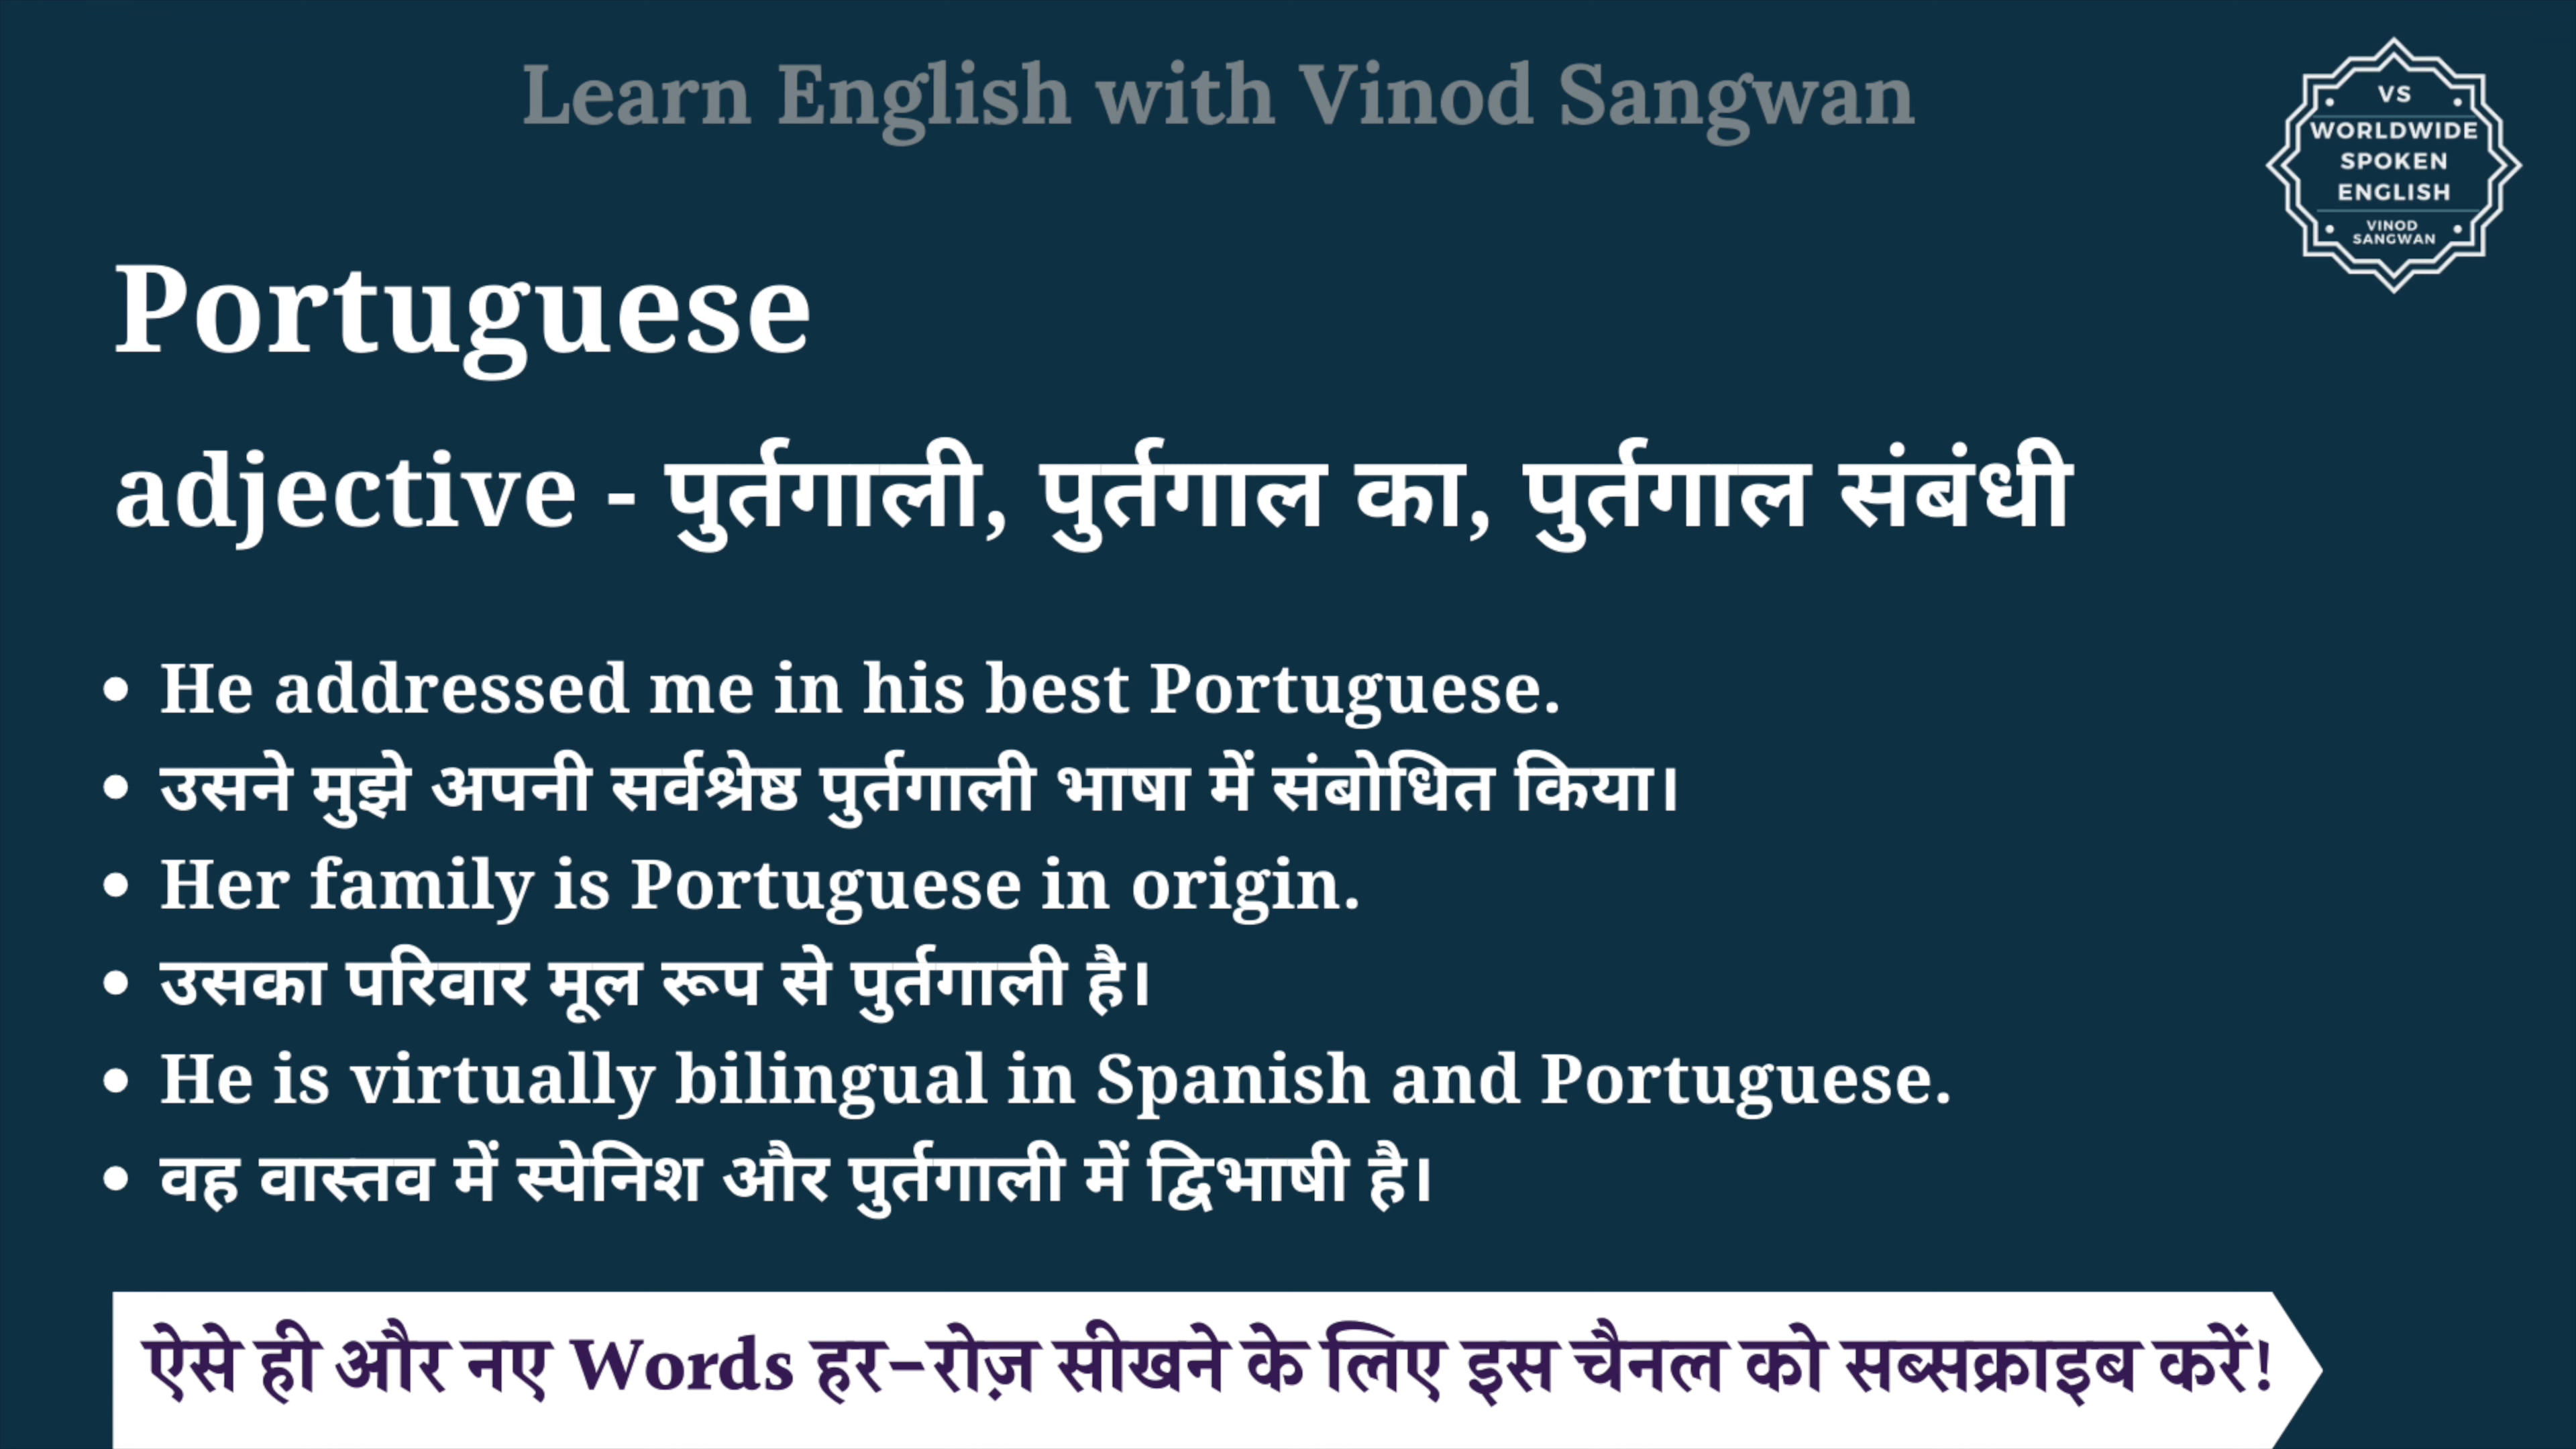 Learn English with Vinod Sangwan
VS
WORLDWIDE
SPOKEN
ENGLISH
VINOD
SANGWAN
Portuguese
adjective - पुर्तगाली, पुर्तगाल का, पुर्तगाल संबंधी
• He addressed me in his best Portuguese.
• उसने मुझे अपनी सर्वश्रेष्ठ पुर्तगाली भाषा में संबोधित किया।
• Her family is Portuguese in origin.
• उसका परिवार मूल रूप से पुर्तगाली है।
• He is virtually bilingual in Spanish and Portuguese.
• वह वास्तव में स्पेनिश और पुर्तगाली में द्विभाषी है।
ऐसे ही और नए Words हर-रोज़ सीखने के लिए इस चैनल को सब्सक्राइब करें!